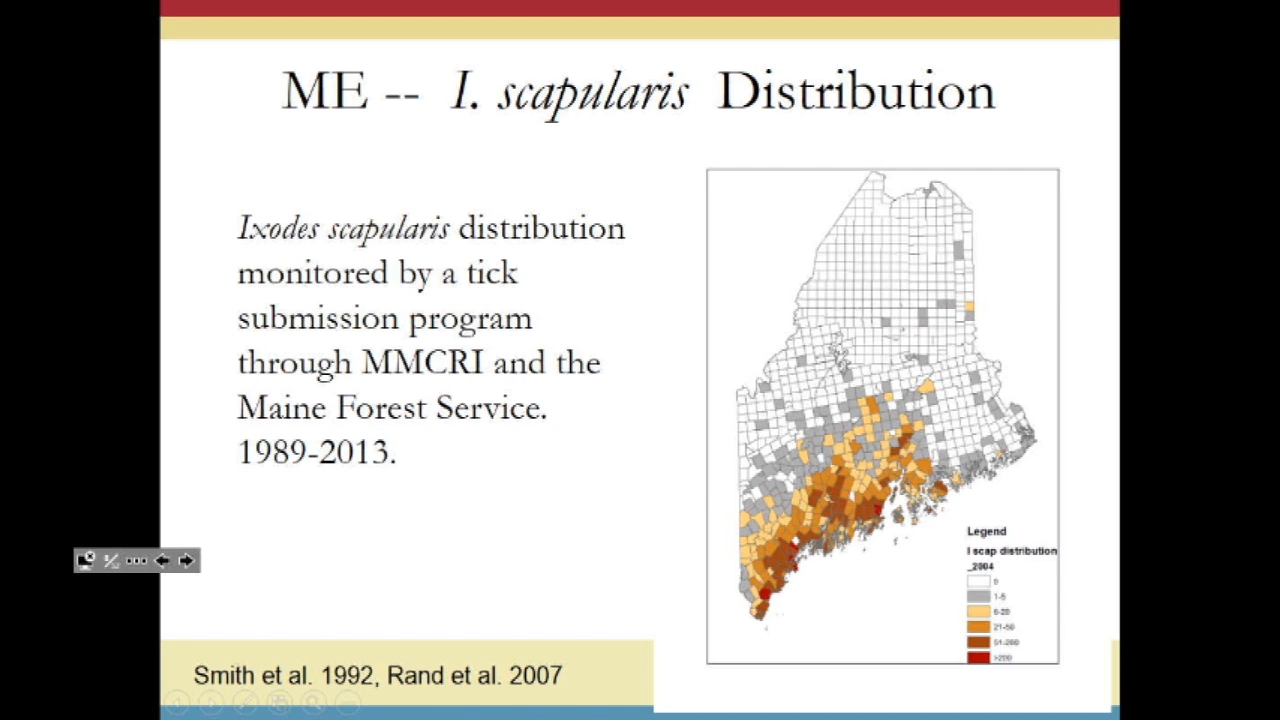 ME -- I. scapularis Distribution
Ixodes scapularis distribution
monitored by a tick
submission program
through MMCRI and the
Maine Forest Service.
1989-2013.
Legend
I scap distribution
_2004
0
1-5
6-20
21-50
51-200
>200
Smith et al. 1992, Rand et al. 2007